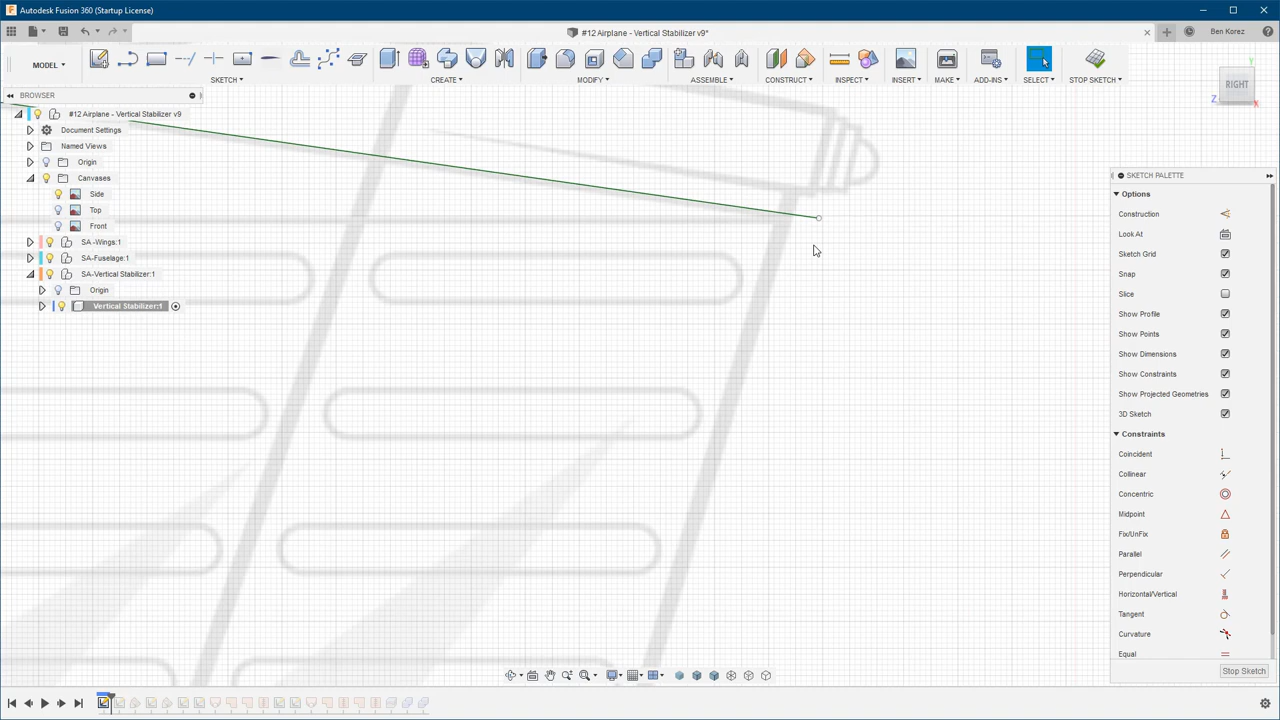 Autodesk Fusion 360 (Startup License)
#12 Airplane - Vertical Stabilizer v9*
Ben Korez
MODEL
SKETCH
CREATE
MODIFY
ASSEMBLE
CONSTRUCT
INSPECT
INSERT
MAKE
ADD-INS
SELECT
STOP SKETCH
BROWSER
#12 Airplane - Vertical Stabilizer v9
Document Settings
Named Views
Origin
Canvases
Side
Top
Front
SA -Wings:1
SA-Fuselage:1
SA-Vertical Stabilizer:1
Origin
Vertical Stabilizer:1
RIGHT
Y
Z
X
SKETCH PALETTE
Options
Construction
Look At
Sketch Grid
Snap
Slice
Show Profile
Show Points
Show Dimensions
Show Constraints
Show Projected Geometries
3D Sketch
Constraints
Coincident
Collinear
Concentric
Midpoint
Fix/UnFix
Parallel
Perpendicular
Horizontal/Vertical
Tangent
Curvature
Equal
Stop Sketch